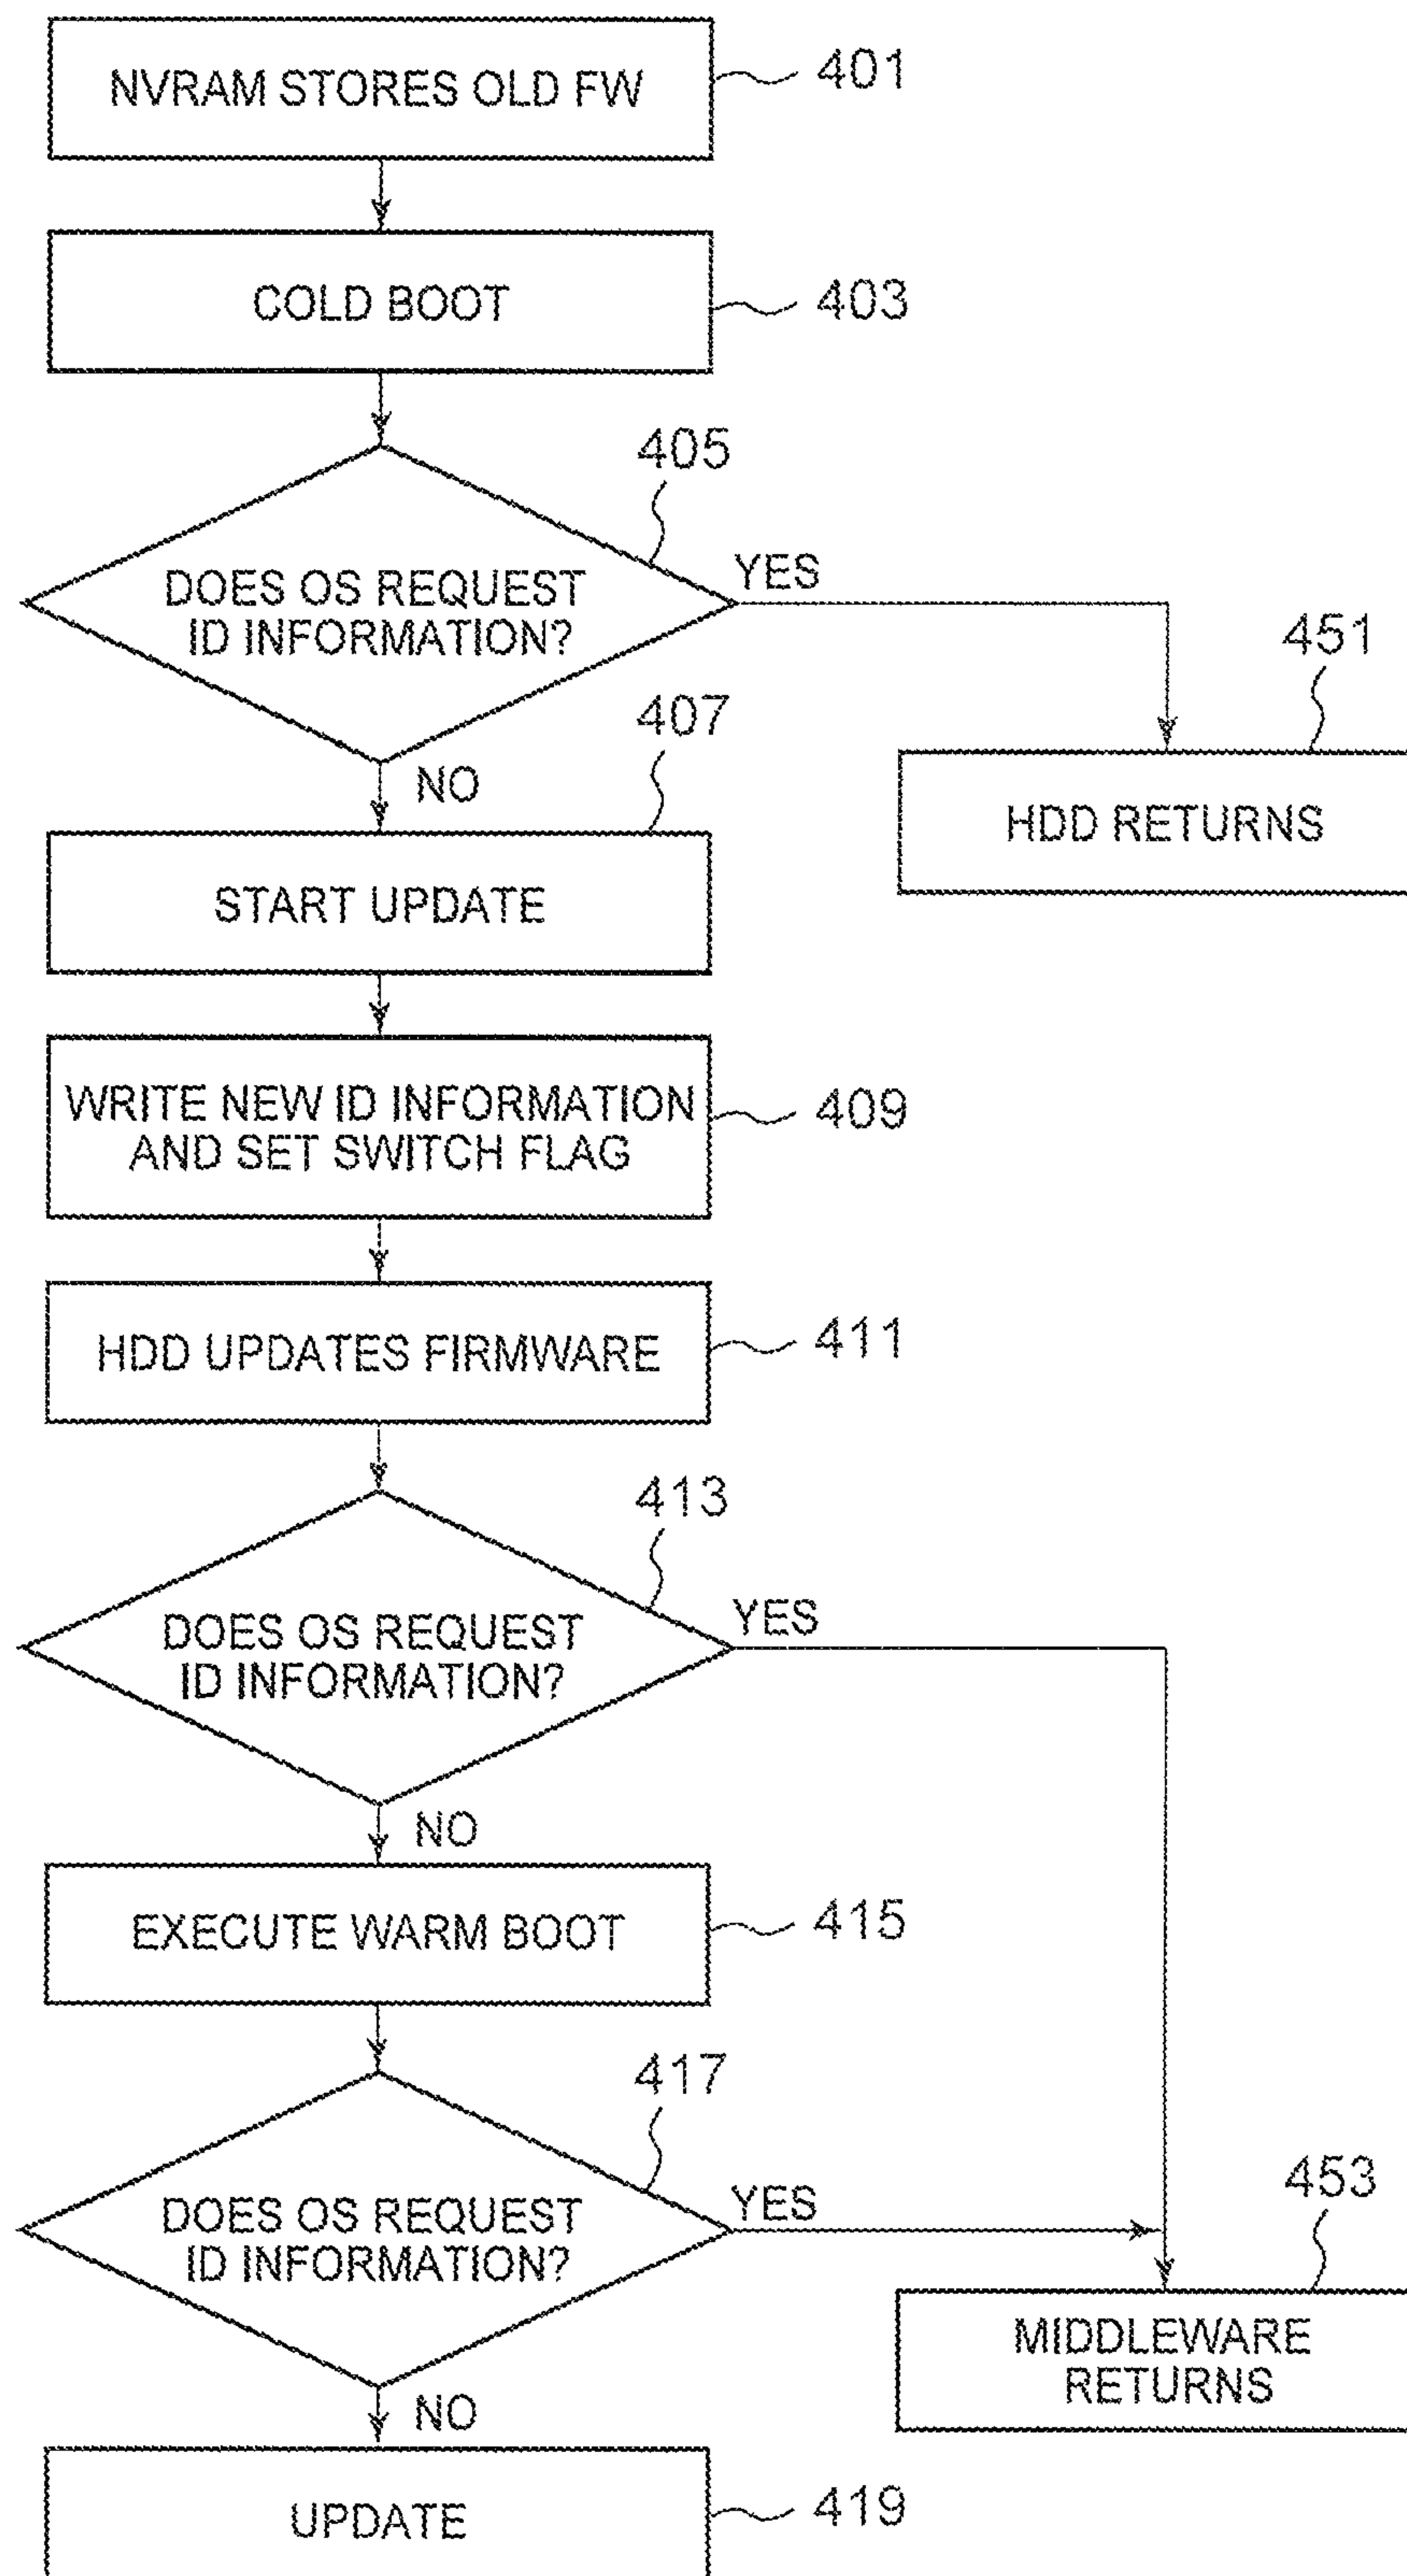 NVRAM STORES OLD FW
401
COLD BOOT
403
405
DOES OS REQUEST
ID INFORMATION?
YES
451
HDD RETURNS
NO
407
START UPDATE
WRITE NEW ID INFORMATION
AND SET SWITCH FLAG
409
HDD UPDATES FIRMWARE
411
413
DOES OS REQUEST
ID INFORMATION?
YES
NO
EXECUTE WARM BOOT
415
417
DOES OS REQUEST
ID INFORMATION?
YES
453
MIDDLEWARE
RETURNS
NO
UPDATE
419